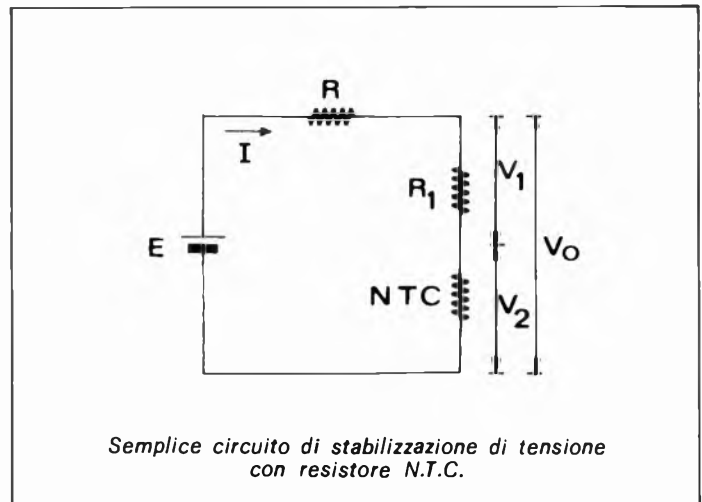 R
I
R1
V1
E
VO
NTC
V2
Semplice circuito di stabilizzazione di tensione
con resistore N.T.C.